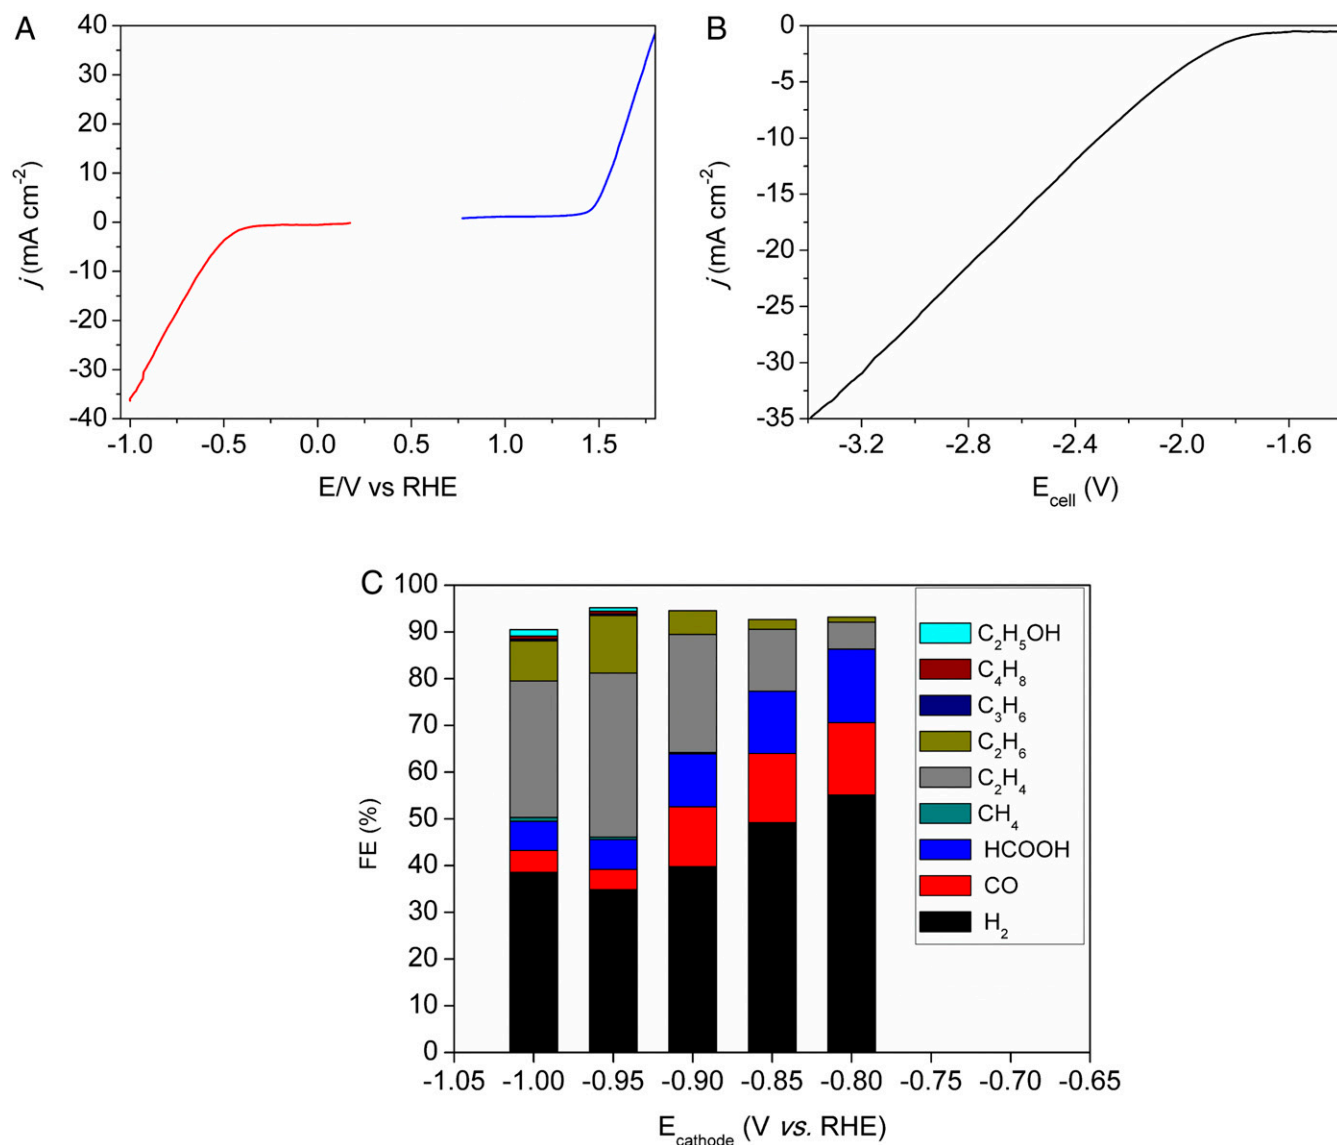 A
40
30
20
10
0
-10
-20
-30
-40
j (mA cm⁻²)
-1.0 -0.5 0.0 0.5 1.0 1.5
E/V vs RHE
B
0
-5
-10
-15
-20
-25
-30
-35
j (mA cm⁻²)
-3.2 -2.8 -2.4 -2.0 -1.6
E_cell (V)
C
100
90
80
70
60
50
40
30
20
10
0
FE (%)
C₂H₅OH
C₄H₈
C₃H₆
C₂H₆
C₂H₄
CH₄
HCOOH
CO
H₂
-1.05 -1.00 -0.95 -0.90 -0.85 -0.80 -0.75 -0.70 -0.65
E_cathode (V vs. RHE)